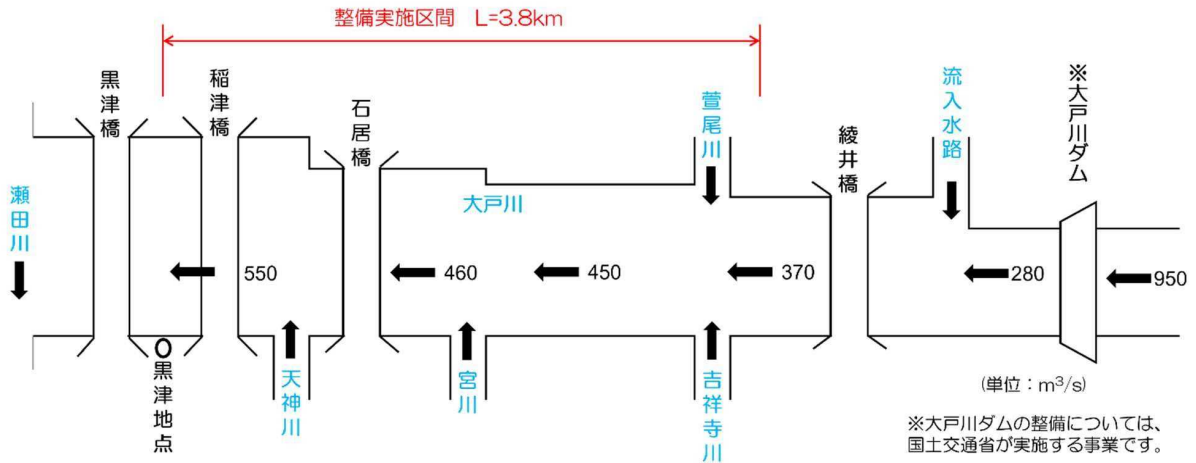 整備実施区間 L=3.8km
黒津橋
稲津橋
石居橋
萱尾川
綾井橋
流入水路
※大戸川ダム
瀬田川
大戸川
550
460
450
370
280
950
黒津地点
天神川
宮川
吉祥寺川
(単位：m³/s)
※大戸川ダムの整備については、
国土交通省が実施する事業です。